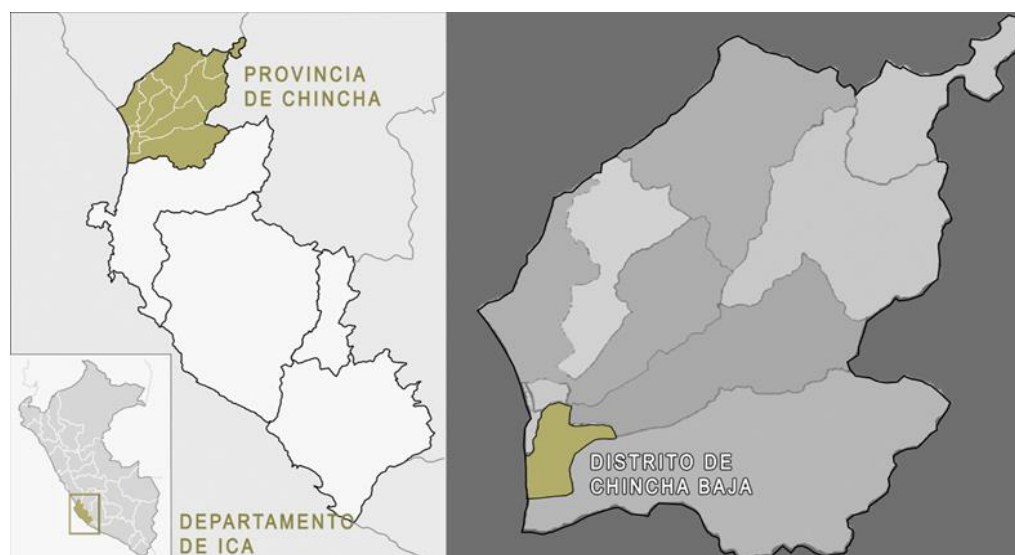 PROVINCIA
DE CHINCHA
DEPARTAMENTO
DE ICA
DISTRITO DE
CHINCHA BAJA